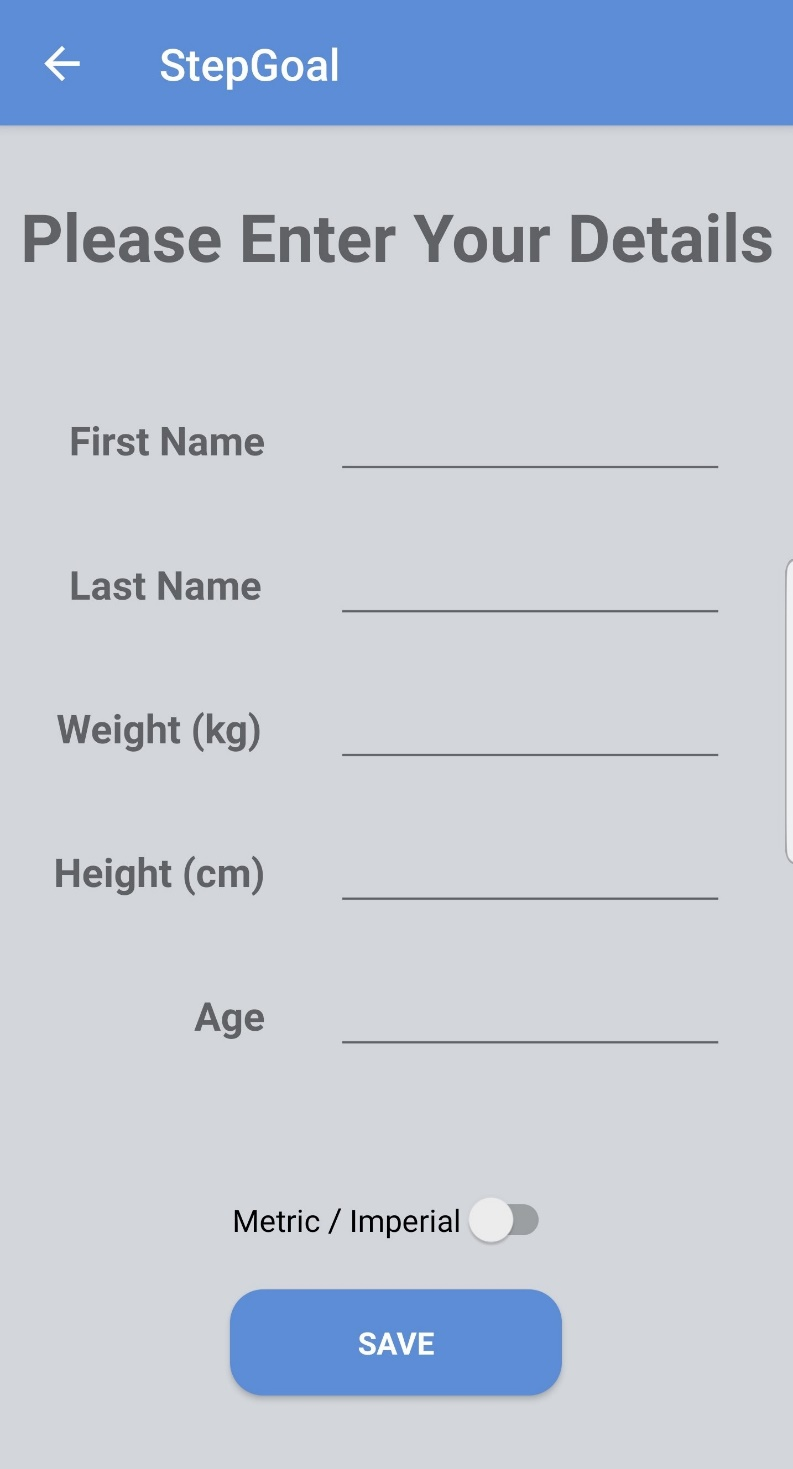 StepGoal
Please Enter Your Details
First Name
Last Name
Weight (kg)
Height (cm)
Age
Metric / Imperial
SAVE